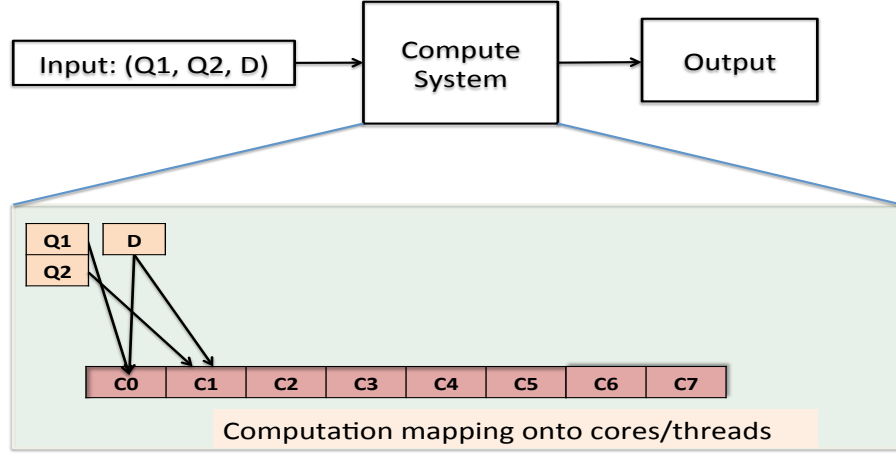 Input: (Q1, Q2, D)
Compute
System
Output
Q1
D
Q2
C0 C1 C2 C3 C4 C5 C6 C7
Computation mapping onto cores/threads